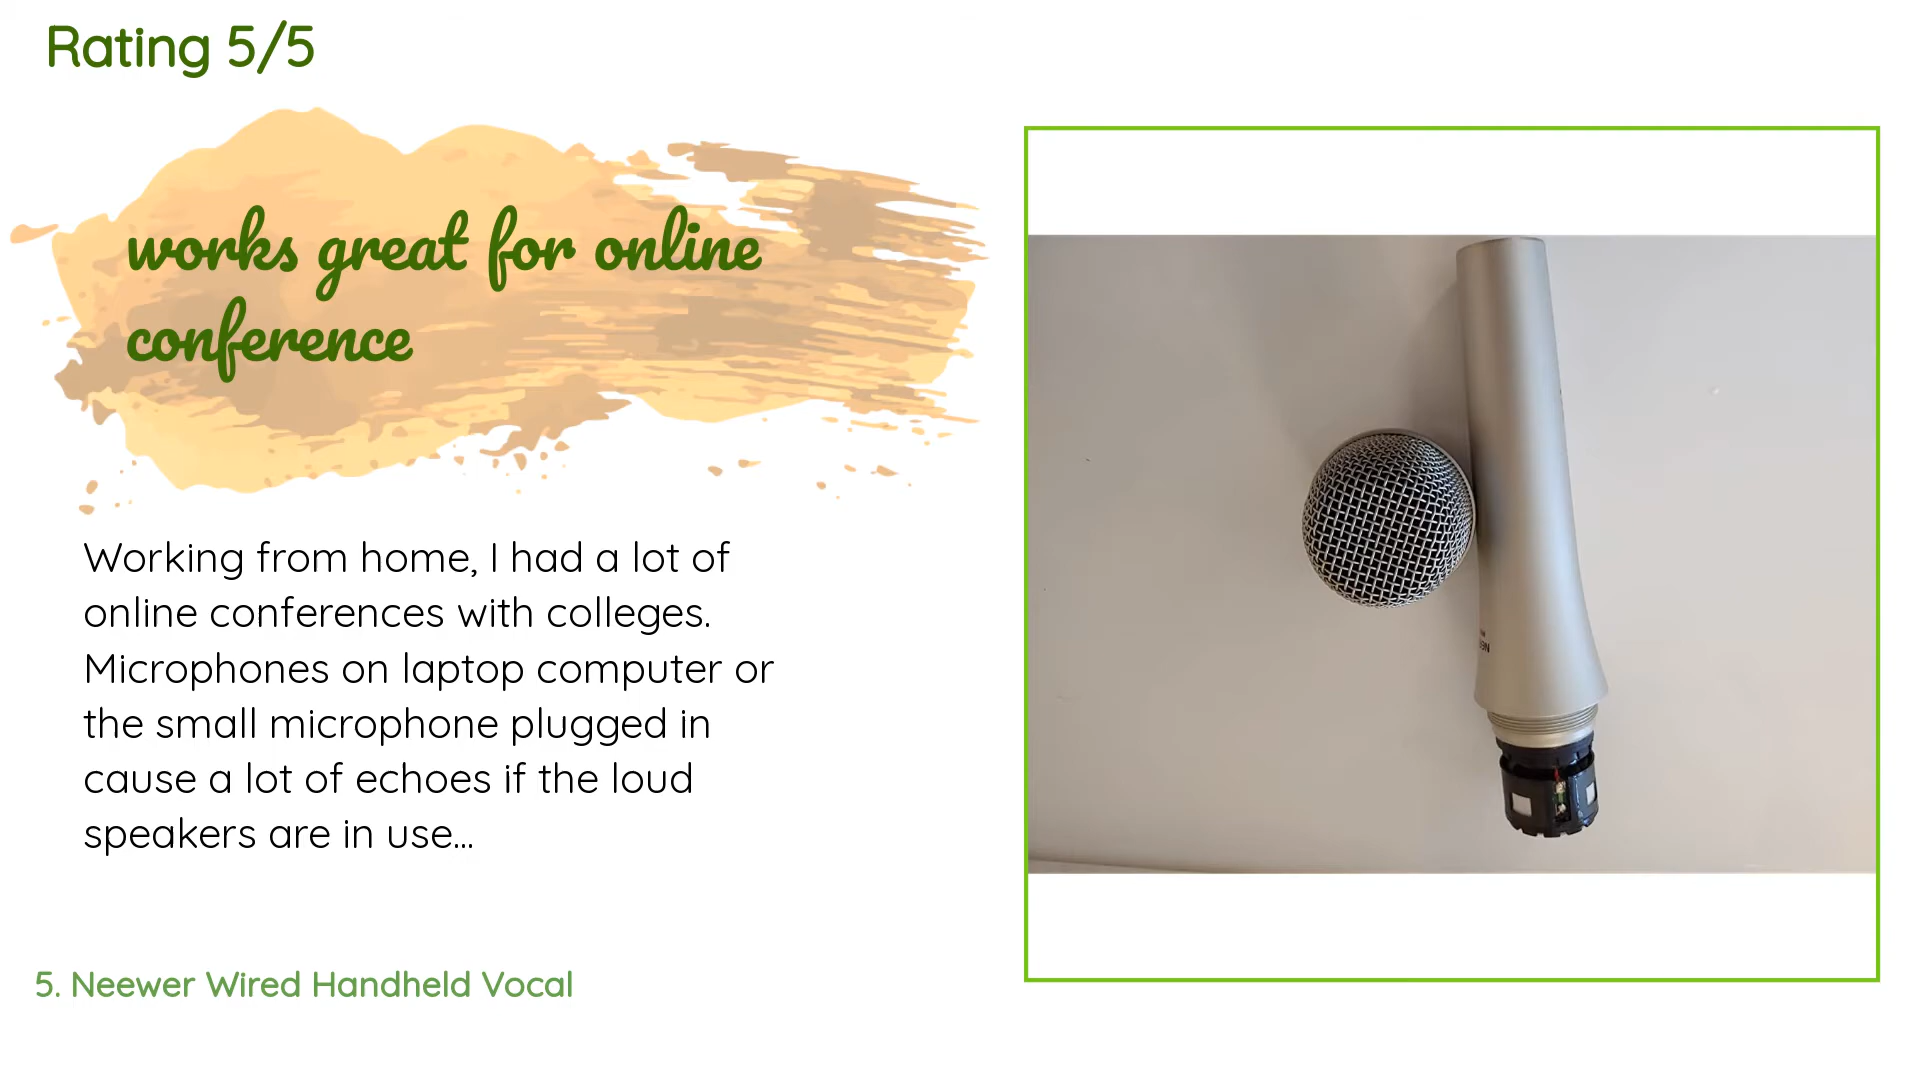 Rating 5/5
works great for online
conference
Working from home, I had a lot of
online conferences with colleges.
Microphones on laptop computer or
the small microphone plugged in
cause a lot of echoes if the loud
speakers are in use...
5. Neewer Wired Handheld Vocal